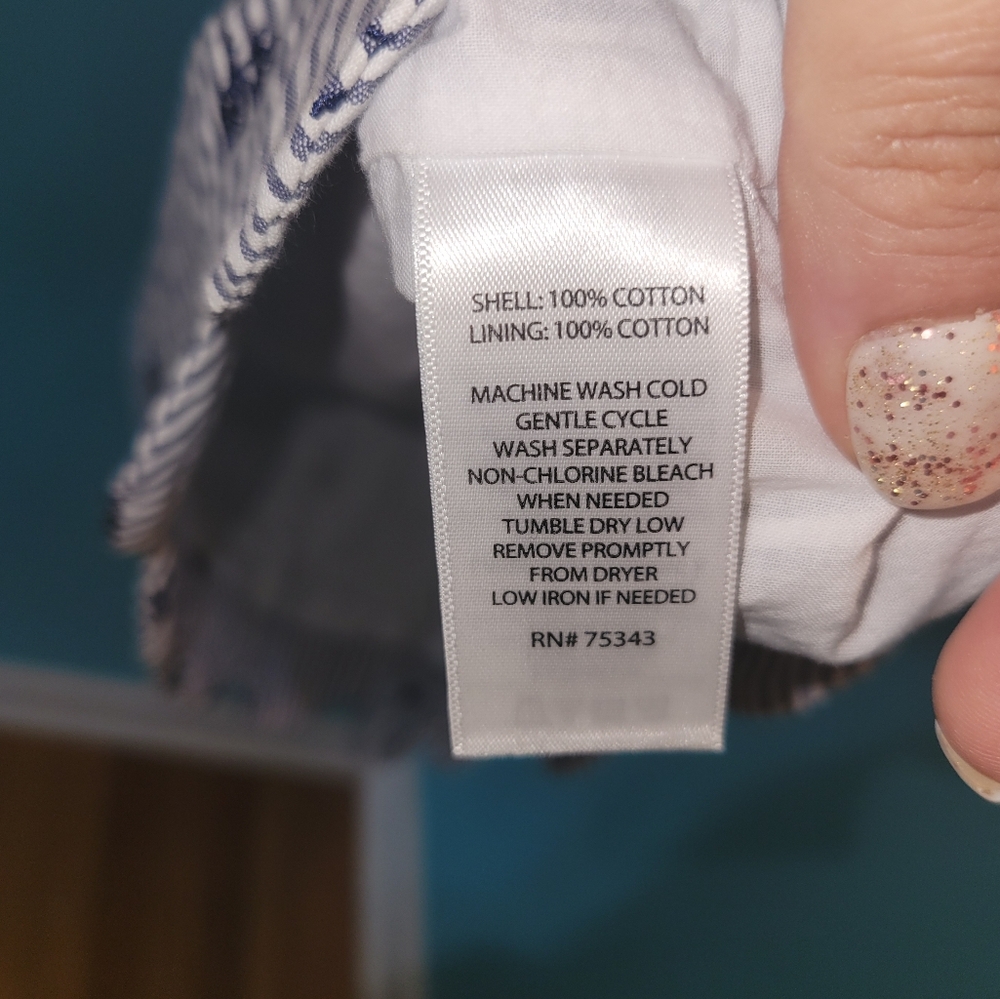 SHELL: 100% COTTON
LINING: 100% COTTON
MACHINE WASH COLD
GENTLE CYCLE
WASH SEPARATELY
NON-CHLORINE BLEACH
WHEN NEEDED
TUMBLE DRY LOW
REMOVE PROMPTLY
FROM DRYER
LOW IRON IF NEEDED
RN# 75343